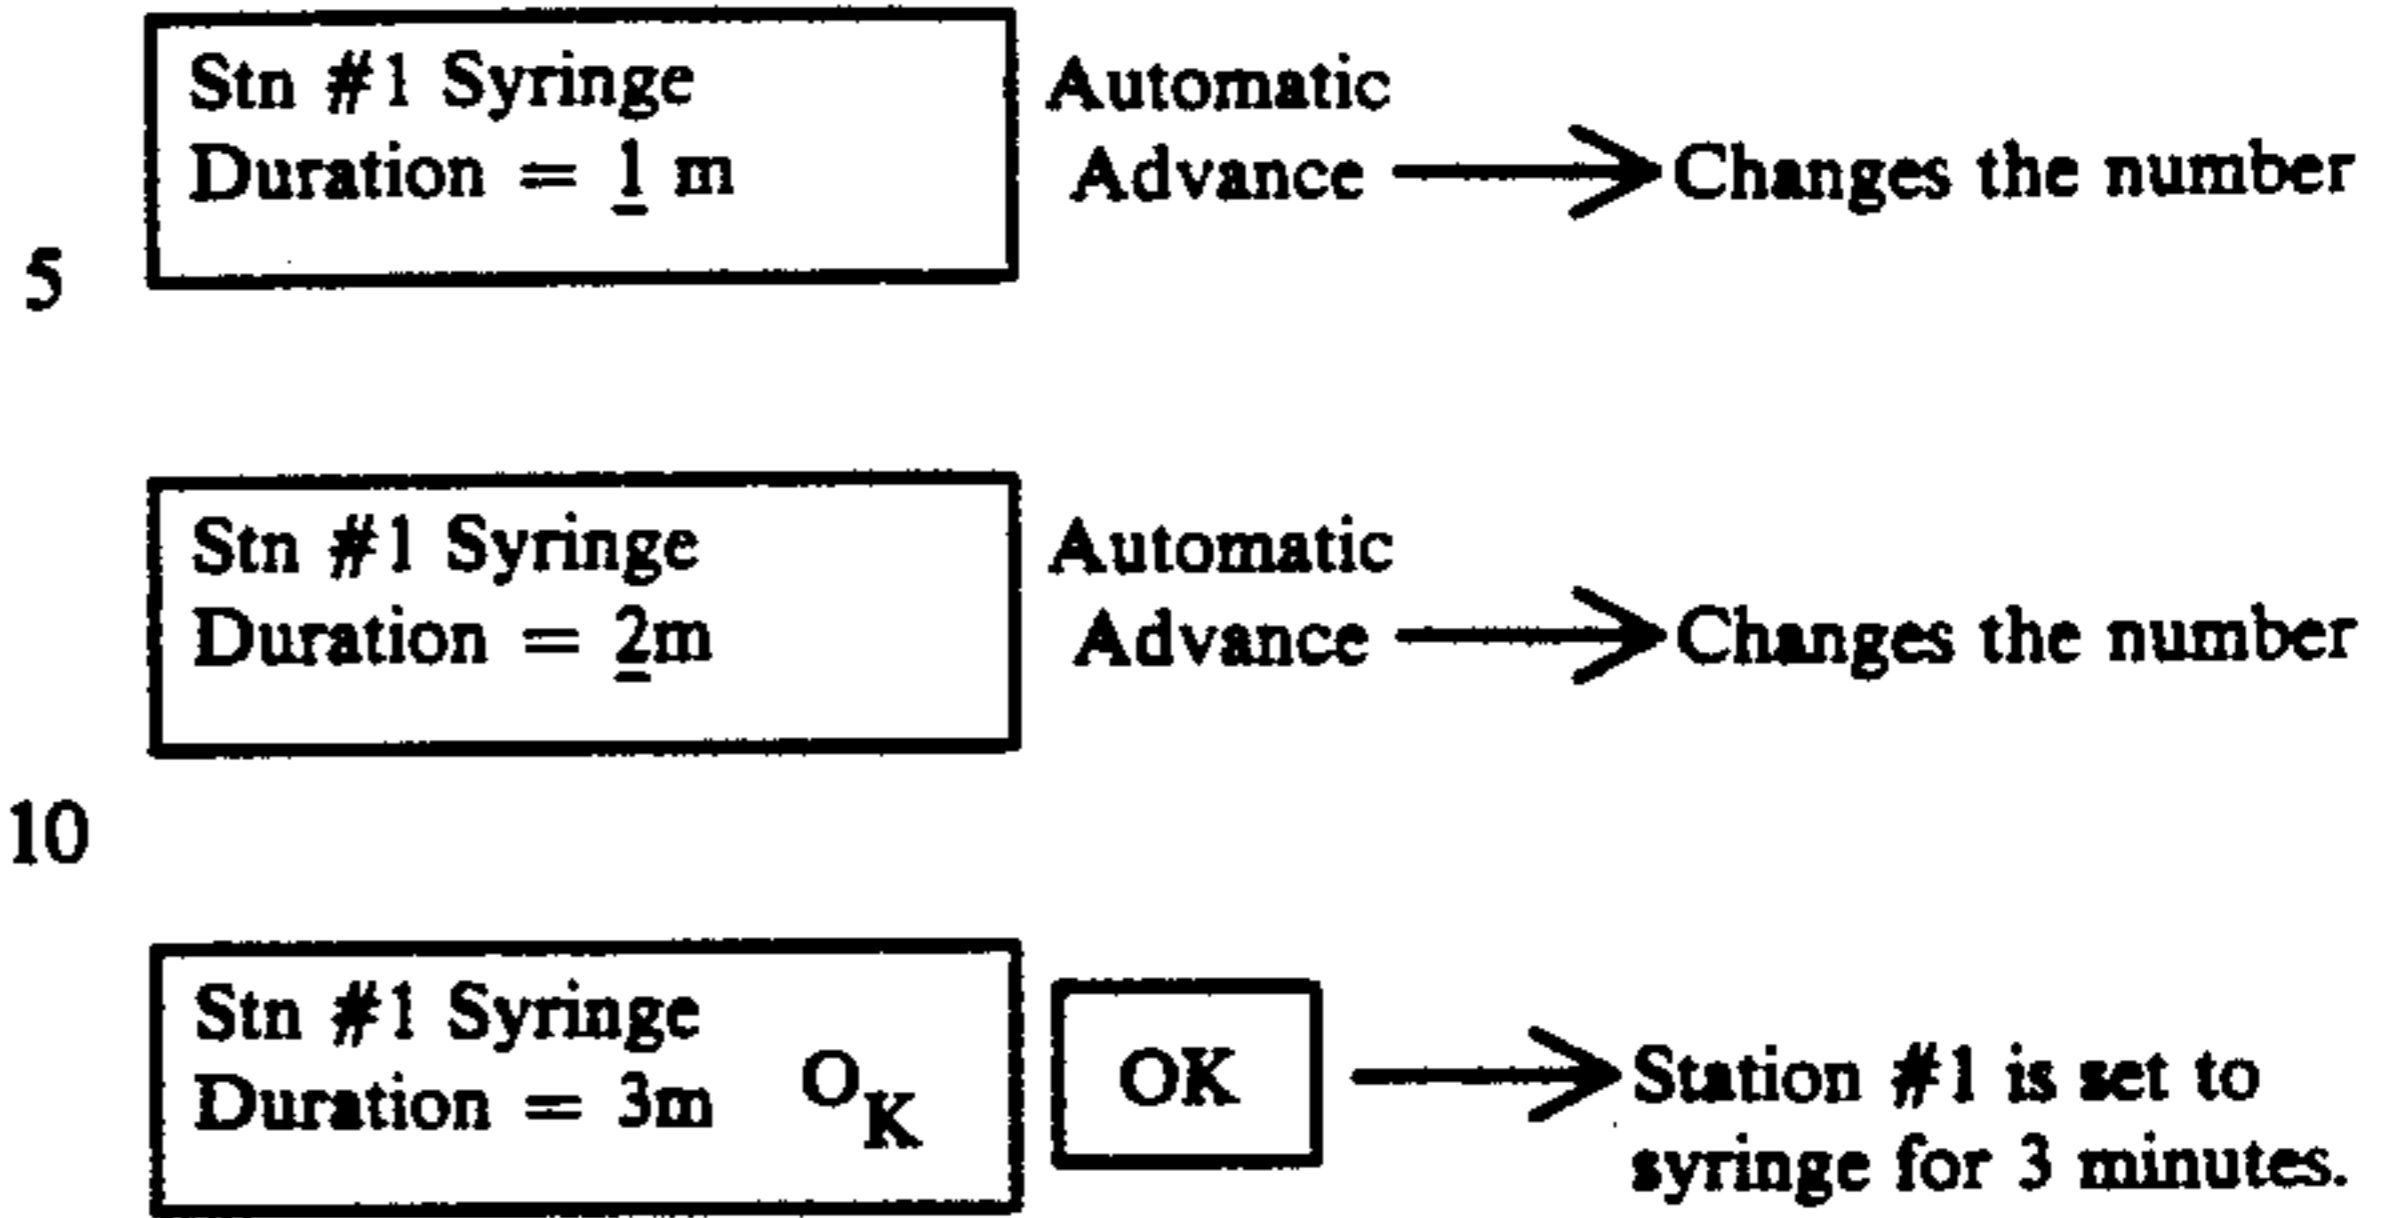 Stn #1 Syringe
Duration = 1 m
Automatic
Advance
Changes the number
5
Stn #1 Syringe
Duration = 2m
Automatic
Advance
Changes the number
10
Stn #1 Syringe
Duration = 3m OK
OK
Station #1 is set to
syringe for 3 minutes.